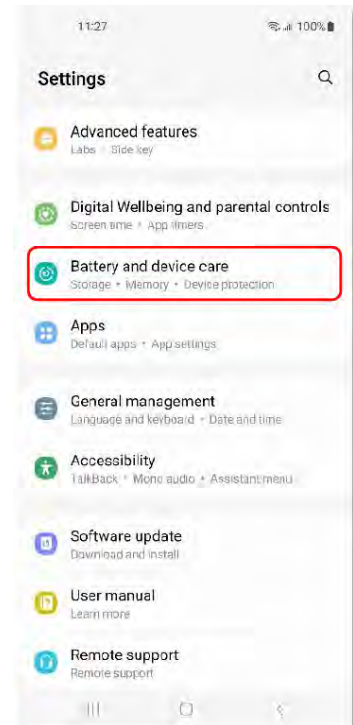 11:27 100%
Settings
Advanced features
Labs • Side key
Digital Wellbeing and parental controls
Screen time • App timers
Battery and device care
Storage • Memory • Device protection
Apps
Default apps • App settings
General management
Language and keyboard • Date and time
Accessibility
TalkBack • Mono audio • Assistant menu
Software update
Download and install
User manual
Learn more
Remote support
Remote support